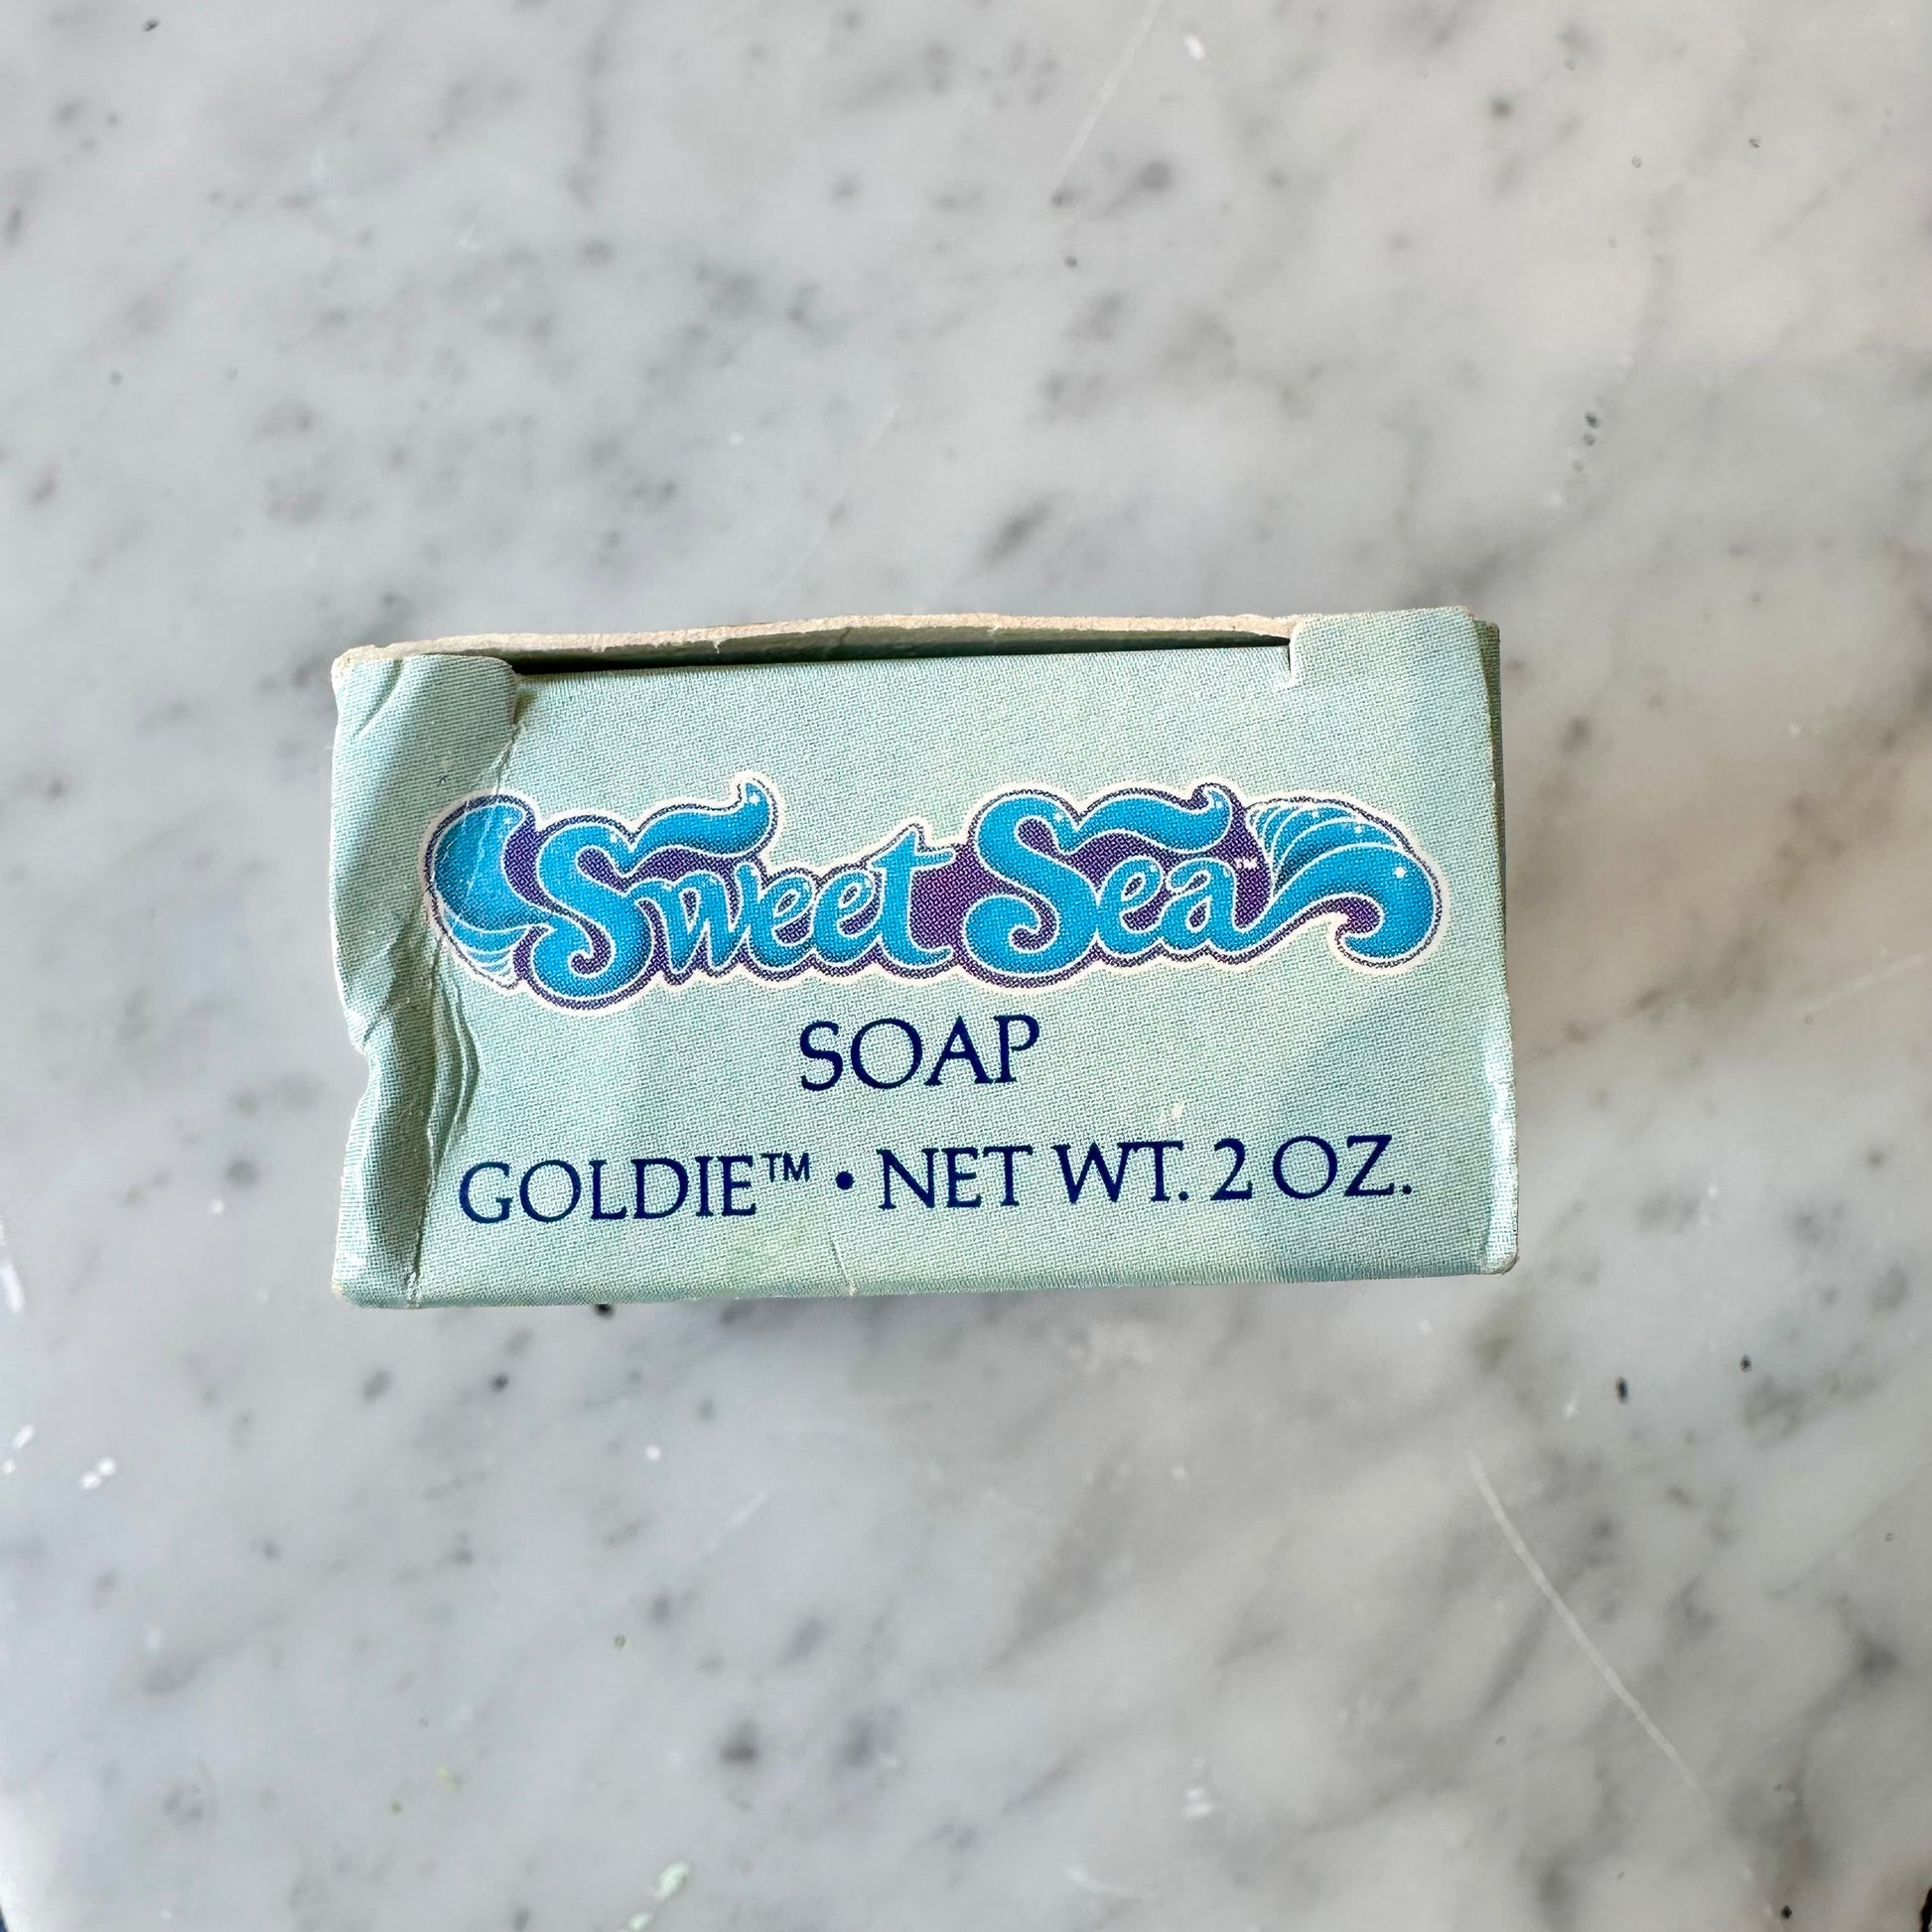 Sweet Sea™
SOAP
GOLDIE™ • NET WT. 2 OZ.